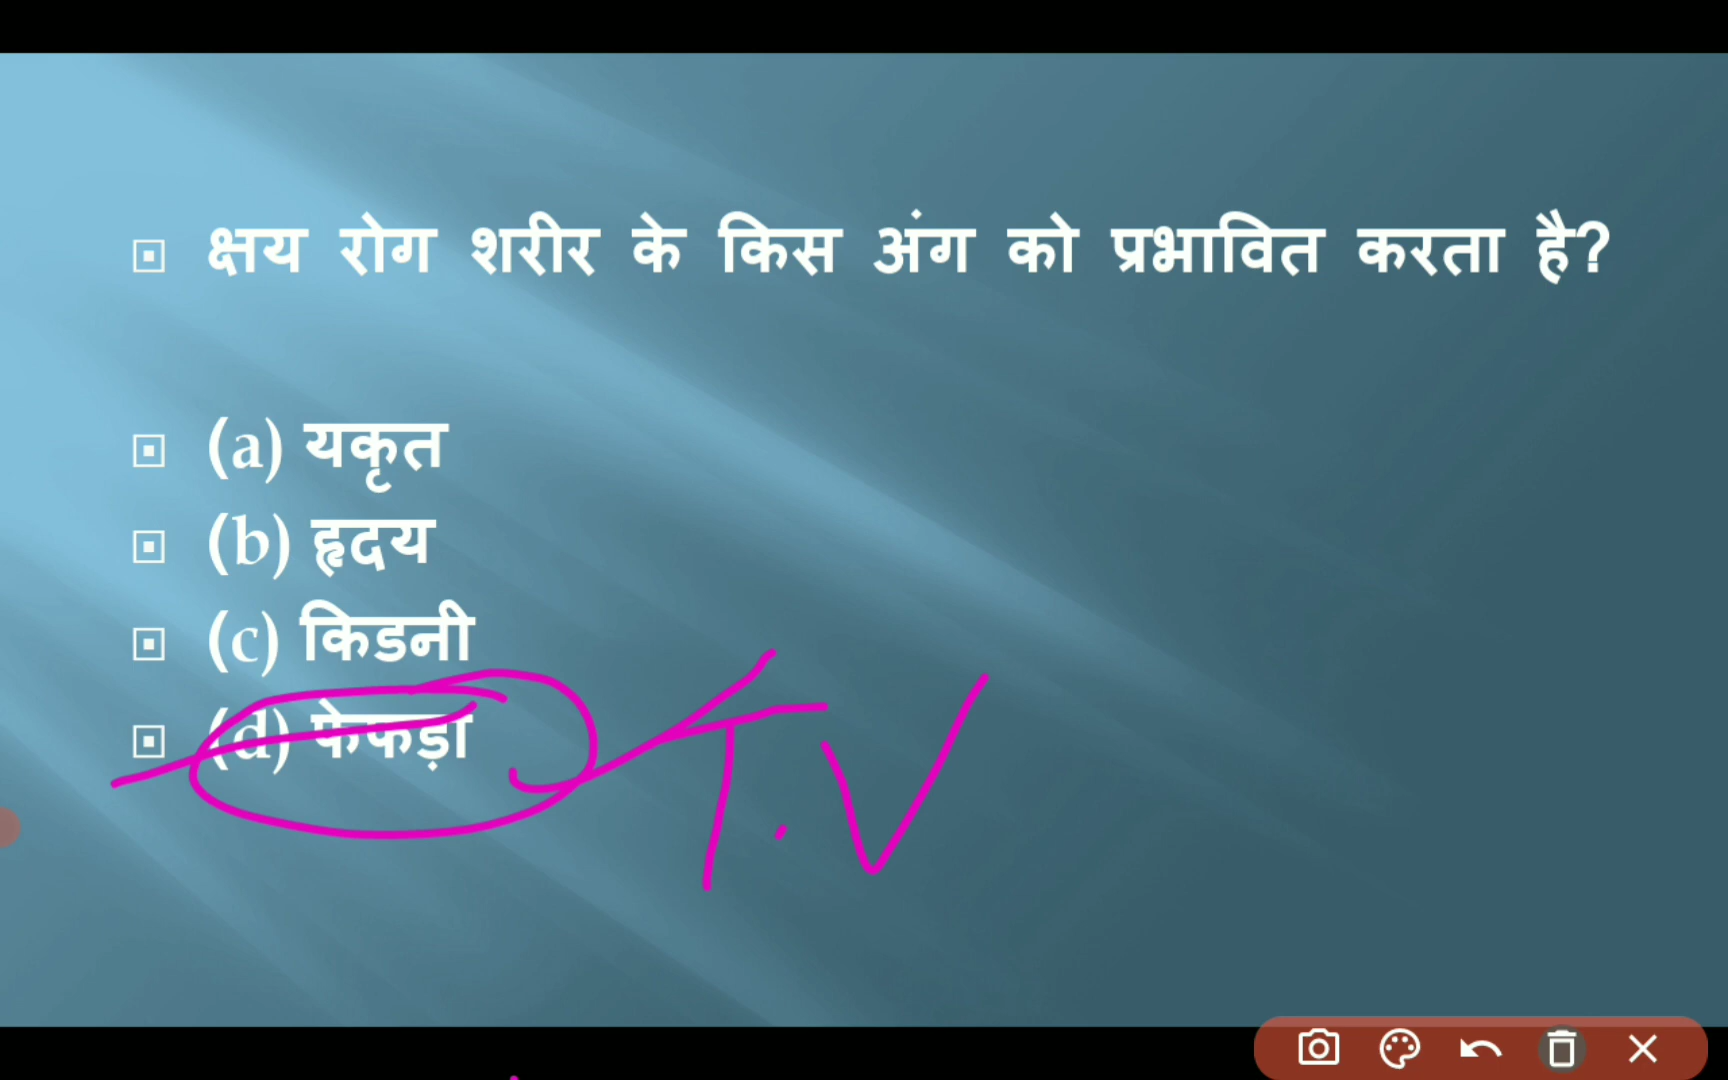 क्षय रोग शरीर के किस अंग को प्रभावित करता है?
(a) यकृत
(b) हृदय
(c) किडनी
(d) फेफड़ा
T.V